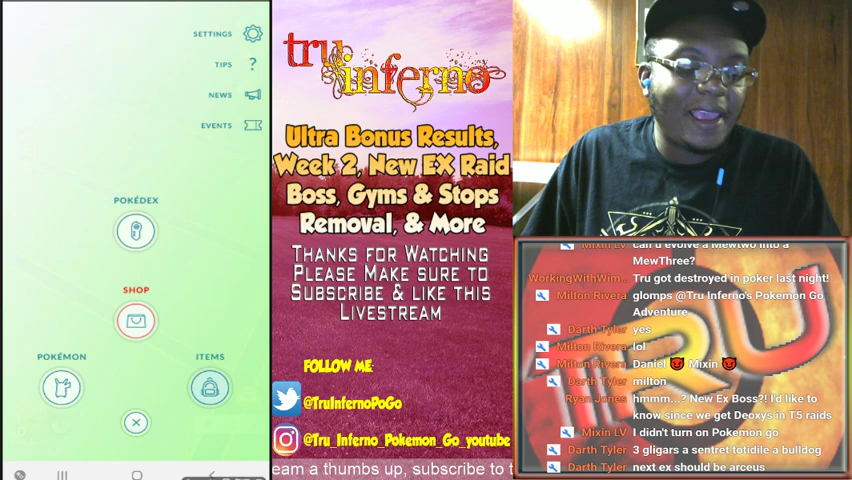 SETTINGS
TIPS
?
NEWS
EVENTS
POKÉDEX
SHOP
POKÉMON
ITEMS
tru
inferno
Ultra Bonus Results,
Week 2, New EX Raid
Boss, Gyms & Stops
Removal, & More
Thanks for Watching
Please Make sure to
Subscribe & like this
Livestream
FOLLOW ME:
@TruInfernoPoGo
@Tru_Inferno_Pokemon_Go_youtube
eam a thumbs up, subscribe to t
TRU
Mixin LV can u evolve a Mewtwo into a
MewThree?
WorkingWithWim.. Tru got destroyed in poker last night!
Milton Rivera glomps @Tru Inferno's Pokemon Go
Adventure
Darth Tyler yes
Milton Rivera lol
Milton Rivera Daniel 😈 Mixin 😈
Darth Tyler milton
Ryan Jones hmmm...? New Ex Boss?! I'd like to
know since we get Deoxys in T5 raids
Mixin LV I didn't turn on Pokemon go
Darth Tyler 3 gligars a sentret totidile a bulldog
Darth Tyler next ex should be arceus